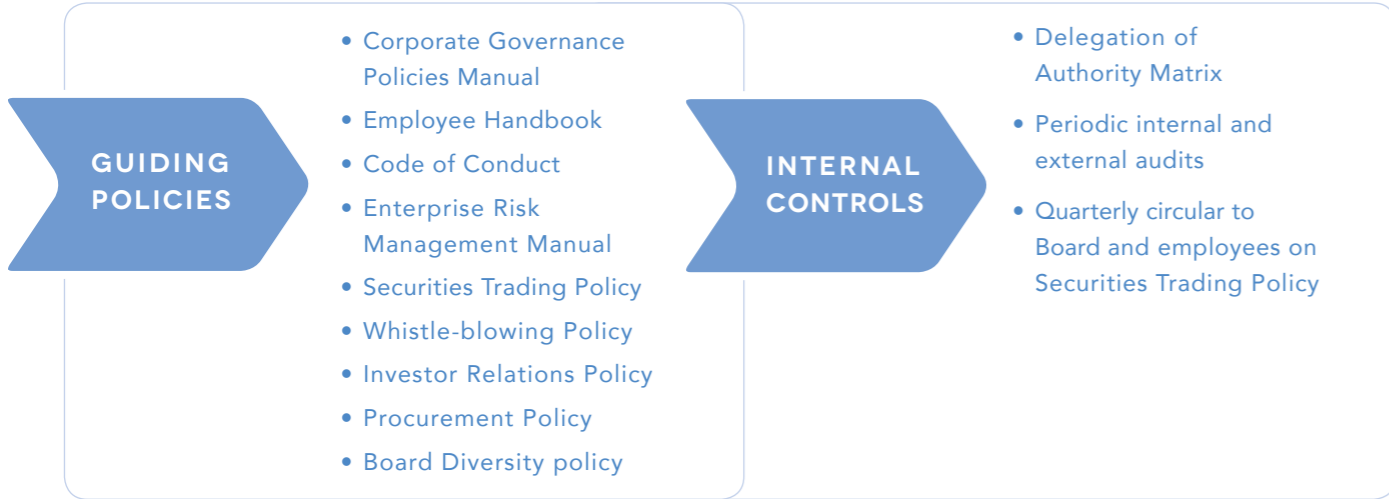 GUIDING
POLICIES
• Corporate Governance
Policies Manual
• Employee Handbook
• Code of Conduct
• Enterprise Risk
Management Manual
• Securities Trading Policy
• Whistle-blowing Policy
• Investor Relations Policy
• Procurement Policy
• Board Diversity policy
INTERNAL
CONTROLS
• Delegation of
Authority Matrix
• Periodic internal and
external audits
• Quarterly circular to
Board and employees on
Securities Trading Policy